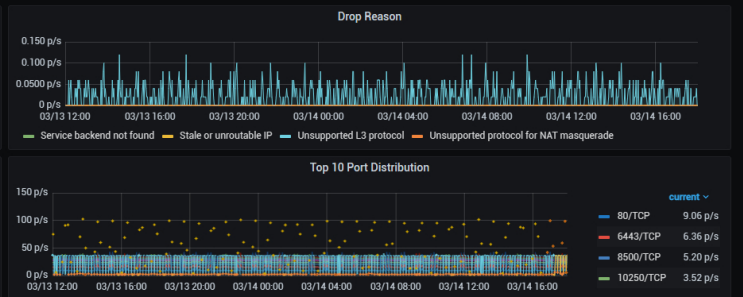 Drop Reason
0.150 p/s
0.100 p/s
0.0500 p/s
0 p/s
03/13 12:00 03/13 16:00 03/13 20:00 03/14 00:00 03/14 04:00 03/14 08:00 03/14 12:00 03/14 16:00
Service backend not found Stale or unroutable IP Unsupported L3 protocol Unsupported protocol for NAT masquerade
Top 10 Port Distribution
150 p/s
100 p/s
50 p/s
0 p/s
03/13 12:00 03/13 16:00 03/13 20:00 03/14 00:00 03/14 04:00 03/14 08:00 03/14 12:00 03/14 16:00
current
80/TCP 9.06 p/s
6443/TCP 6.36 p/s
8500/TCP 5.20 p/s
10250/TCP 3.52 p/s